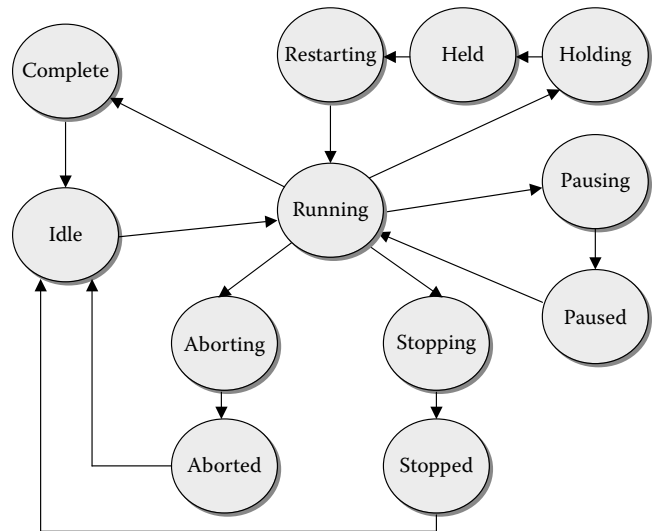 Complete
Restarting
Held
Holding
Idle
Running
Pausing
Aborting
Stopping
Paused
Aborted
Stopped